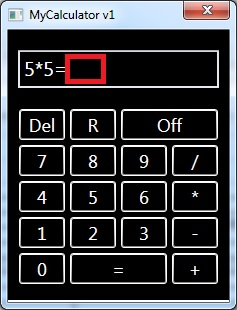 MyCalculator v1
5*5=
Del R Off
7 8 9 /
4 5 6 *
1 2 3 -
0 = +